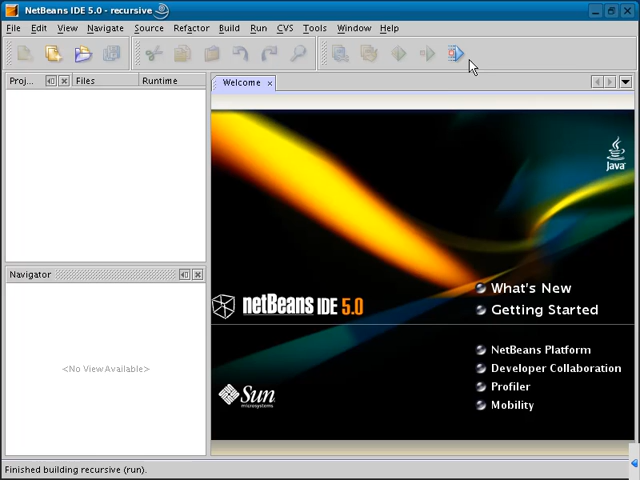 NetBeans IDE 5.0 - recursive
File Edit View Navigate Source Refactor Build Run CVS Tools Window Help
Proj... Files Runtime
Welcome
Java
What's New
netBeans IDE 5.0
Getting Started
NetBeans Platform
Developer Collaboration
Navigator
<No View Available>
Profiler
Sun
microsystems
Mobility
Finished building recursive (run).